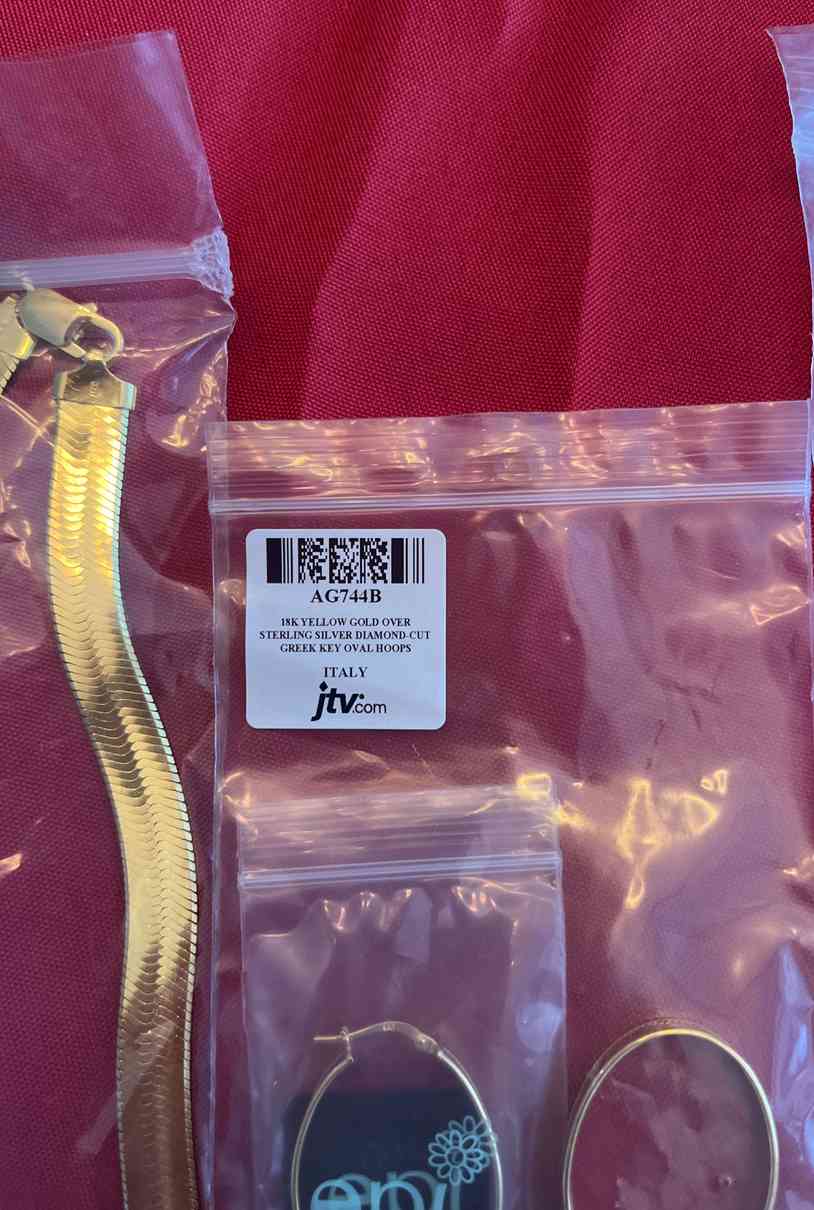 AG744B
18K YELLOW GOLD OVER
STERLING SILVER DIAMOND-CUT
GREEK KEY OVAL HOOPS
ITALY
jtv.com